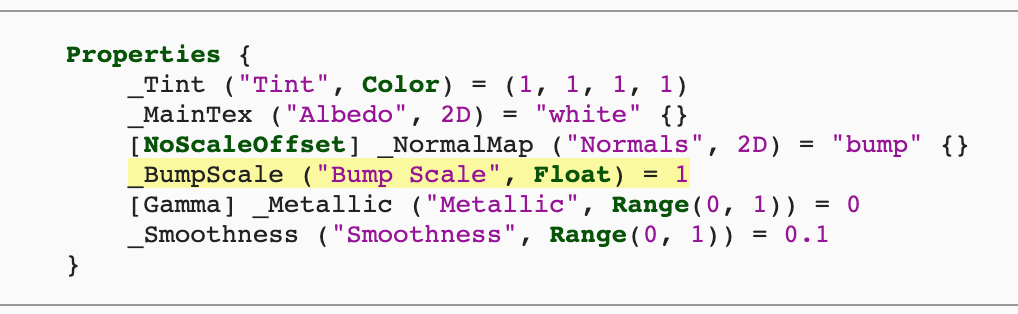 Properties {
_Tint ("Tint", Color) = (1, 1, 1, 1)
_MainTex ("Albedo", 2D) = "white" {}
[NoScaleOffset] _NormalMap ("Normals", 2D) = "bump" {}
_BumpScale ("Bump Scale", Float) = 1
[Gamma] _Metallic ("Metallic", Range(0, 1)) = 0
_Smoothness ("Smoothness", Range(0, 1)) = 0.1
}